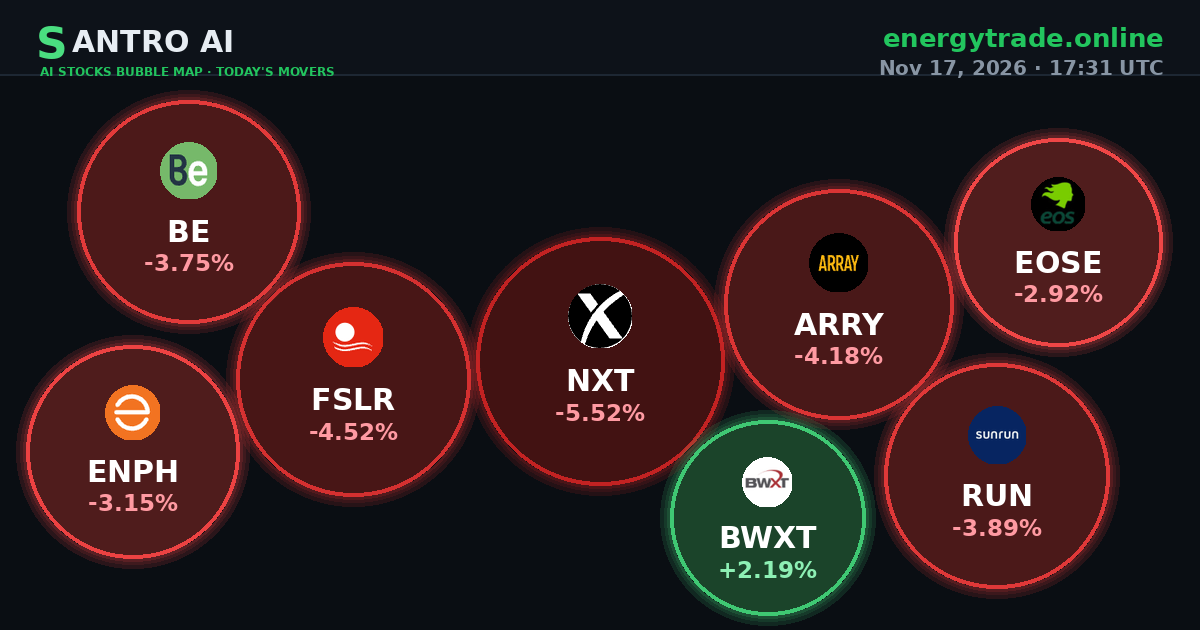 SANTRO AI
AI STOCKS BUBBLE MAP · TODAY'S MOVERS
energytrade.online
Nov 17, 2026 · 17:31 UTC
Be
BE
-3.75%
eos
EOSE
-2.92%
ARRAY
ARRY
-4.18%
FSLR
-4.52%
NXT
-5.52%
ENPH
-3.15%
BWXT
BWXT
+2.19%
sunrun
RUN
-3.89%